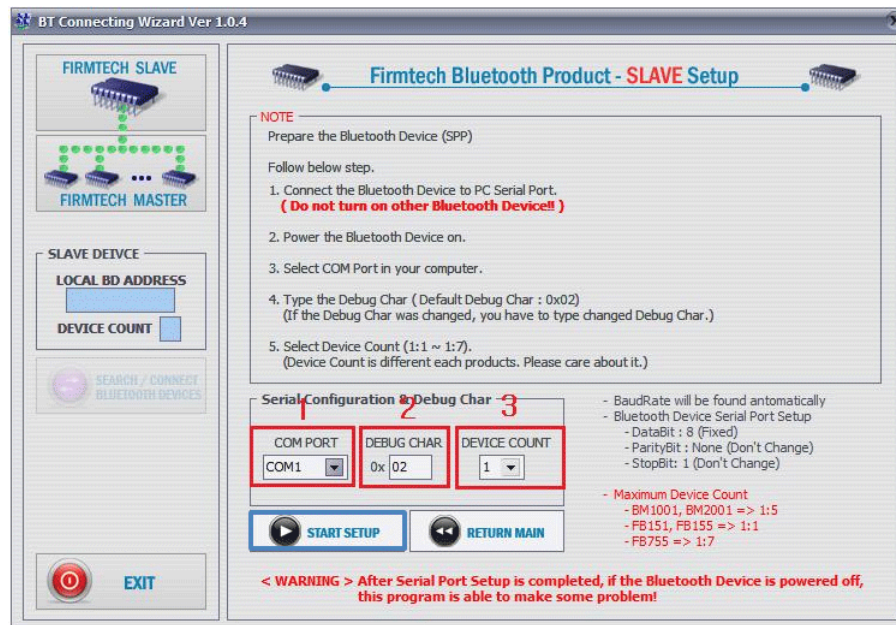 BT Connecting Wizard Ver 1.0.4
FIRMTECH SLAVE
FIRMTECH MASTER
SLAVE DEIVCE
LOCAL BD ADDRESS
DEVICE COUNT
SEARCH / CONNECT
BLUETOOTH DEVICES
EXIT
Firmtech Bluetooth Product - SLAVE Setup
NOTE
Prepare the Bluetooth Device (SPP)
Follow below step.
1. Connect the Bluetooth Device to PC Serial Port.
( Do not turn on other Bluetooth Device!! )
2. Power the Bluetooth Device on.
3. Select COM Port in your computer.
4. Type the Debug Char ( Default Debug Char : 0x02)
(If the Debug Char was changed, you have to type changed Debug Char.)
5. Select Device Count (1:1 ~ 1:7).
(Device Count is different each products. Please care about it.)
Serial Configuration & Debug Char
1 2 3
COM PORT DEBUG CHAR DEVICE COUNT
COM1 0x 02 1
START SETUP RETURN MAIN
- BaudRate will be found antomatically
- Bluetooth Device Serial Port Setup
- DataBit : 8 (Fixed)
- ParityBit : None (Don't Change)
- StopBit: 1 (Don't Change)
- Maximum Device Count
- BM1001, BM2001 => 1:5
- FB151, FB155 => 1:1
- FB755 => 1:7
< WARNING > After Serial Port Setup is completed, if the Bluetooth Device is powered off,
this program is able to make some problem!